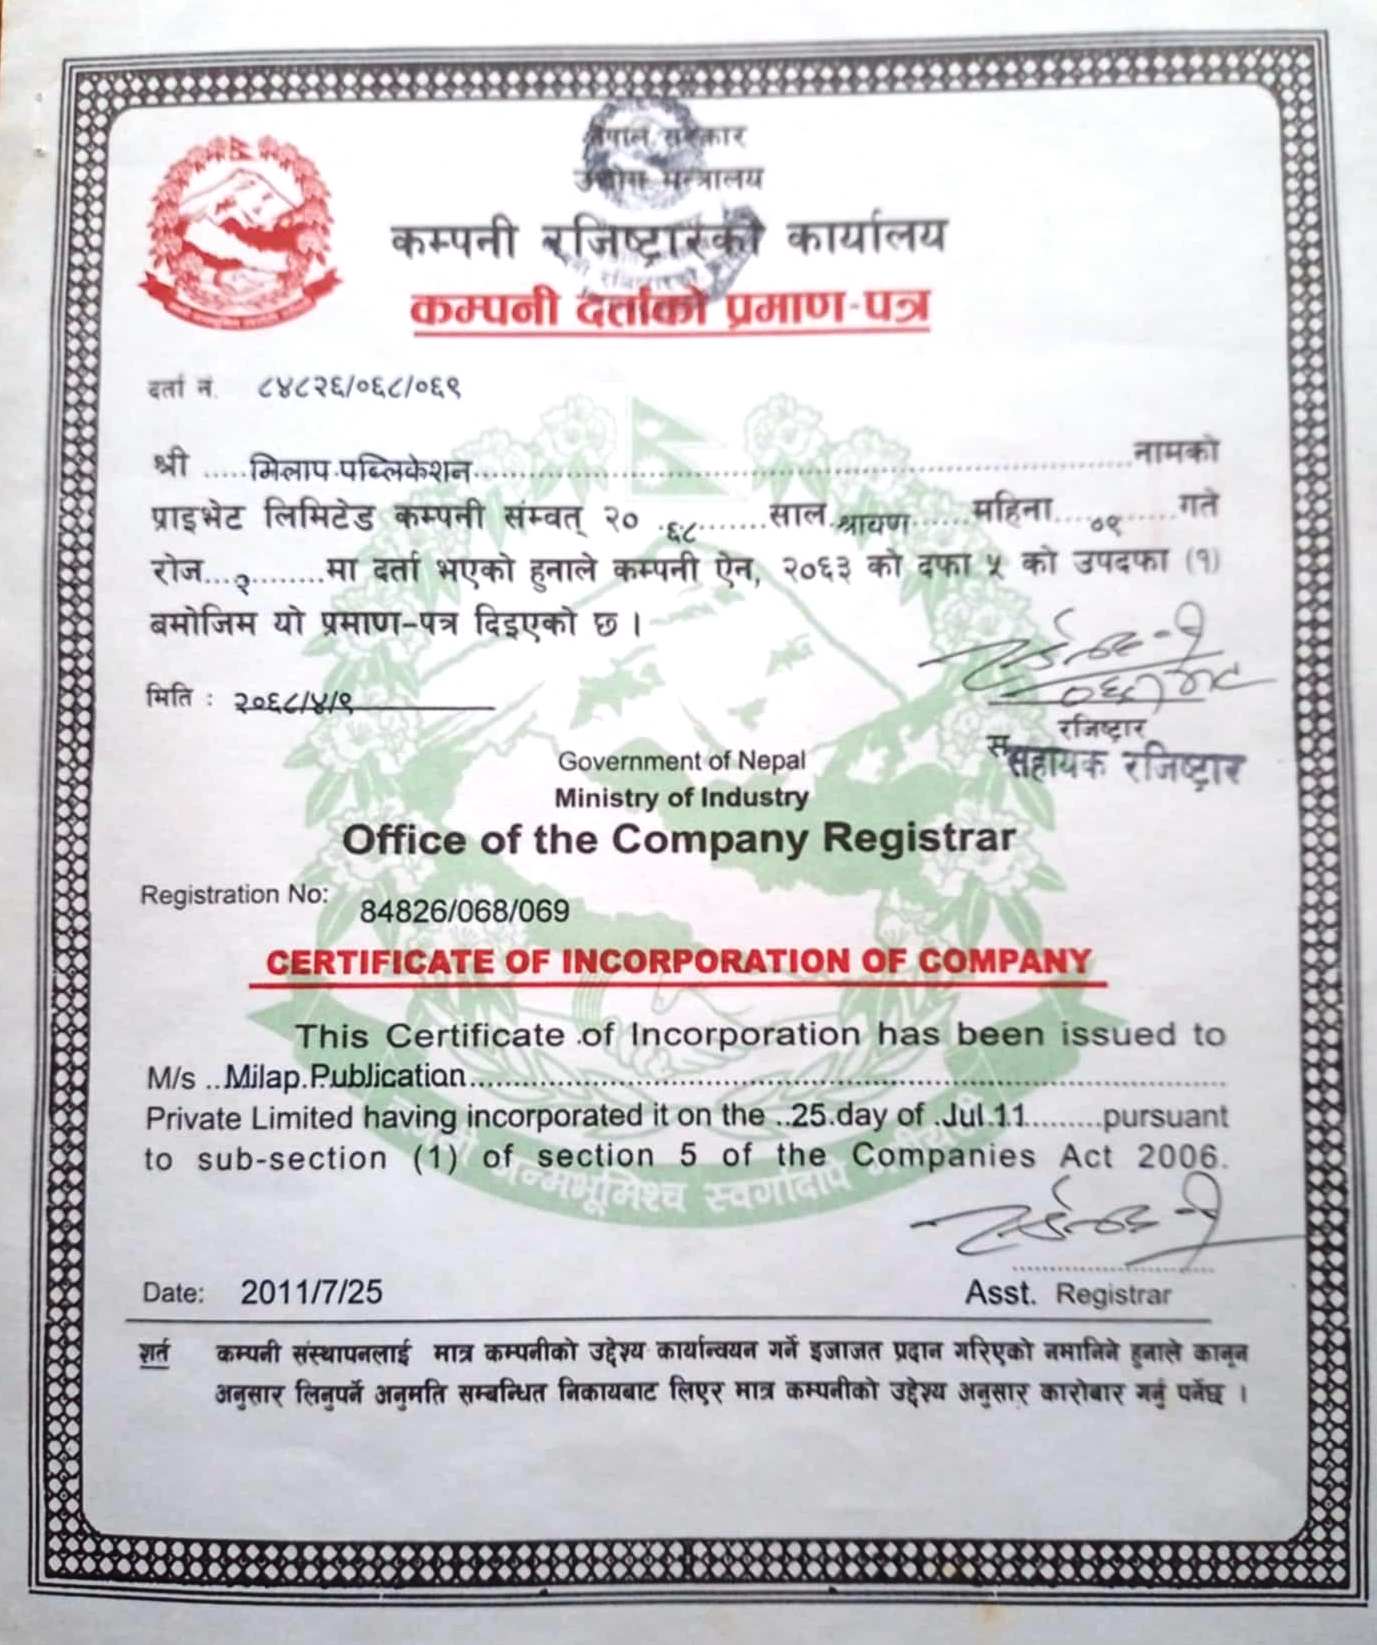 नेपाल सरकार
उद्योग मन्त्रालय
कम्पनी रजिष्ट्रारको कार्यालय
कम्पनी दर्ताको प्रमाण-पत्र
दर्ता नं. ८४८२६/०६८/०६९
श्री .....मिलाप पब्लिकेशन..........नामको
प्राइभेट लिमिटेड कम्पनी संम्वत् २० .६८........साल.श्रावण......महिना....०९......गते
रोज...२.........मा दर्ता भएको हुनाले कम्पनी ऐन, २०६३ को दफा ५ को उपदफा (१)
बमोजिम यो प्रमाण-पत्र दिइएको छ ।
मिति : २०६८/४/९
रजिष्ट्रार
सहायक रजिष्ट्रार
Government of Nepal
Ministry of Industry
Office of the Company Registrar
Registration No: 84826/068/069
CERTIFICATE OF INCORPORATION OF COMPANY
This Certificate of Incorporation has been issued to
M/s ..Milap.Publication..........
Private Limited having incorporated it on the ..25.day of .Jul.11.........pursuant
to sub-section (1) of section 5 of the Companies Act 2006.
जन्मभूमिश्च स्वर्गादपि
Date: 2011/7/25
Asst. Registrar
शर्त कम्पनी संस्थापनलाई मात्र कम्पनीको उद्देश्य कार्यान्वयन गर्ने इजाजत प्रदान गरिएको नमानिने हुनाले कानून
अनुसार लिनुपर्ने अनुमति सम्बन्धित निकायबाट लिएर मात्र कम्पनीको उद्देश्य अनुसार कारोबार गर्नु पर्नेछ ।